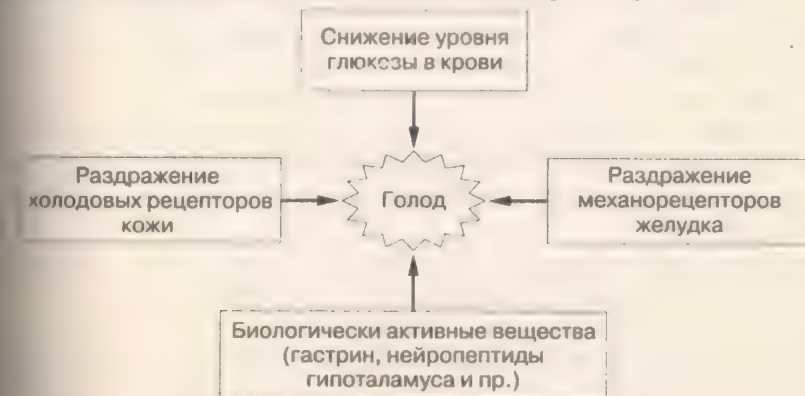 Снижение уровня
глюкозы в крови
Раздражение
холодовых рецепторов
кожи
Голод
Раздражение
механорецепторов
желудка
Биологически активные вещества
(гастрин, нейропептиды
гипоталамуса и пр.)